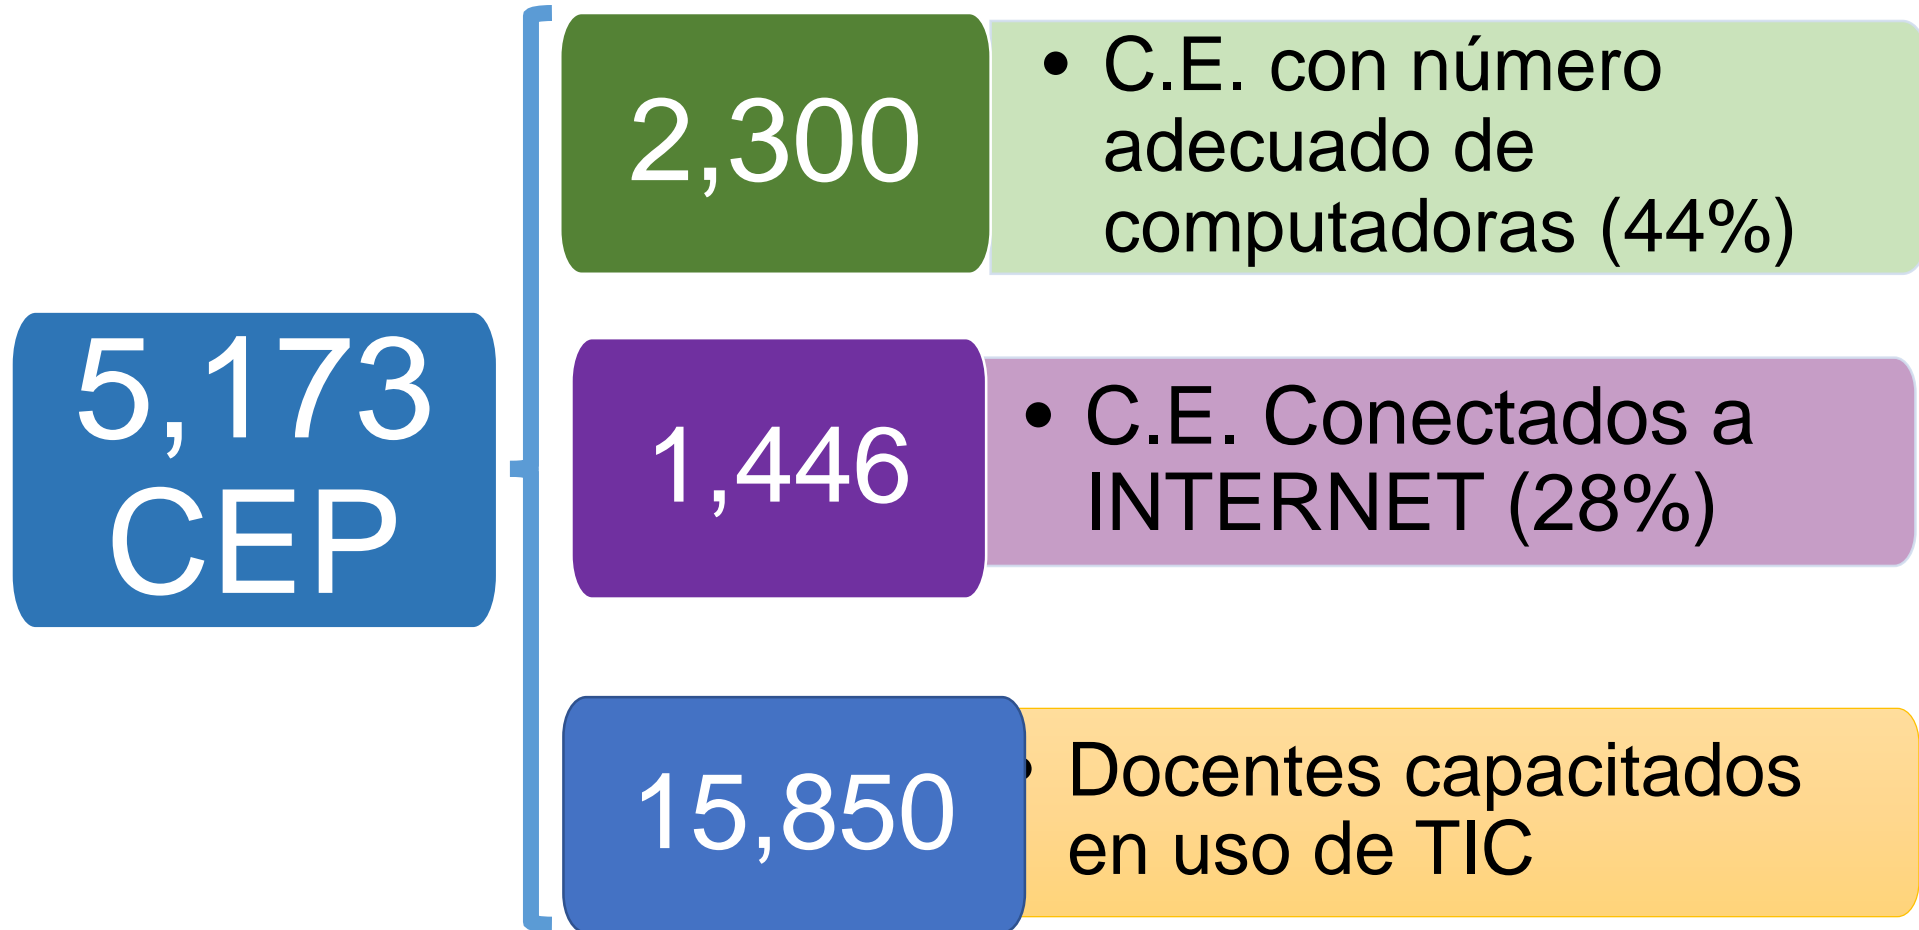 5,173
CEP
2,300
• C.E. con número
adecuado de
computadoras (44%)
1,446
• C.E. Conectados a
INTERNET (28%)
15,850
• Docentes capacitados
en uso de TIC